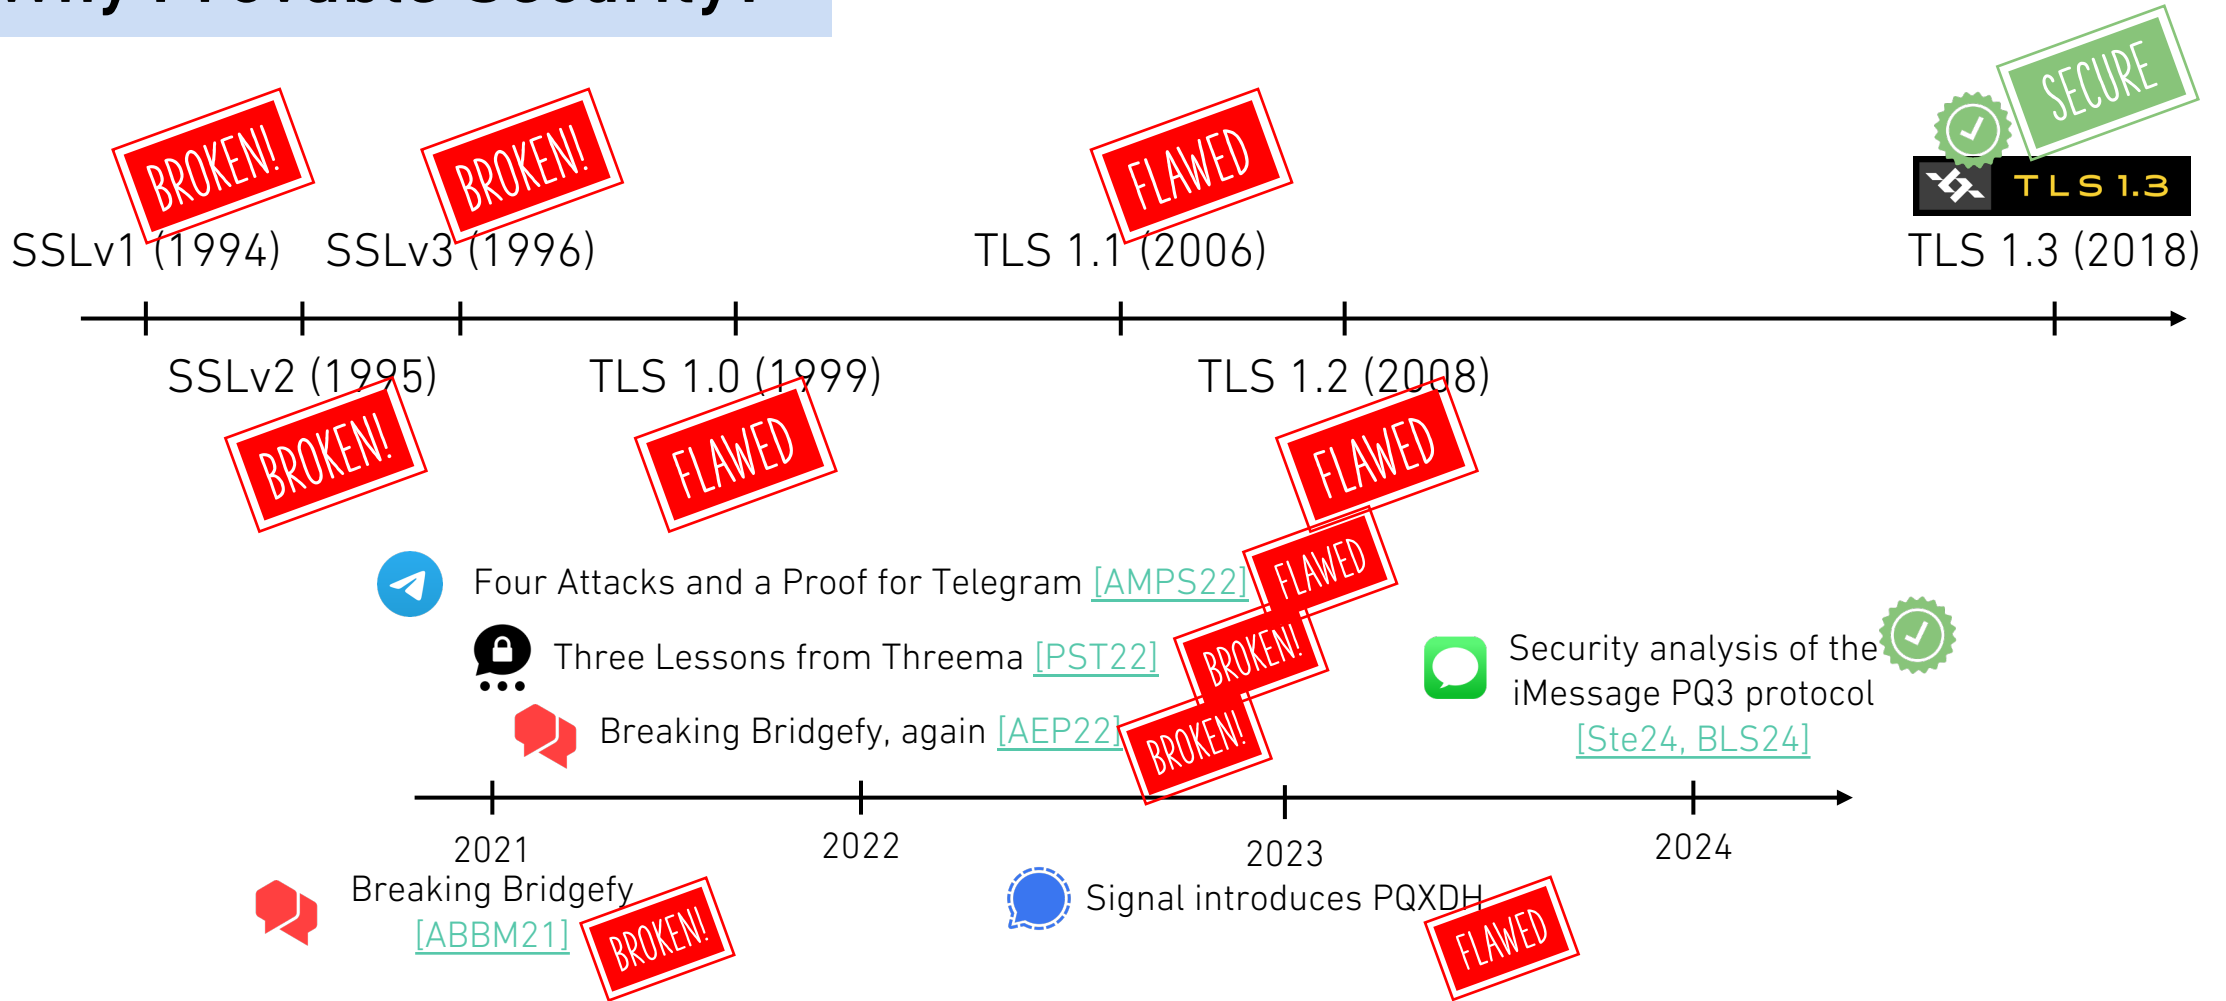 Why Provable Security?
SECURE
BROKEN!
BROKEN!
FLAWED
TLS 1.3
SSLv1 (1994)
SSLv3 (1996)
TLS 1.1 (2006)
TLS 1.3 (2018)
SSLv2 (1995)
TLS 1.0 (1999)
TLS 1.2 (2008)
BROKEN!
FLAWED
FLAWED
Four Attacks and a Proof for Telegram [AMPS22]
FLAWED
Three Lessons from Threema [PST22]
BROKEN!
Security analysis of the
iMessage PQ3 protocol
[Ste24, BLS24]
Breaking Bridgefy, again [AEP22]
BROKEN!
2021
2022
2023
2024
Breaking Bridgefy
[ABBM21]
BROKEN!
Signal introduces PQXDH
FLAWED